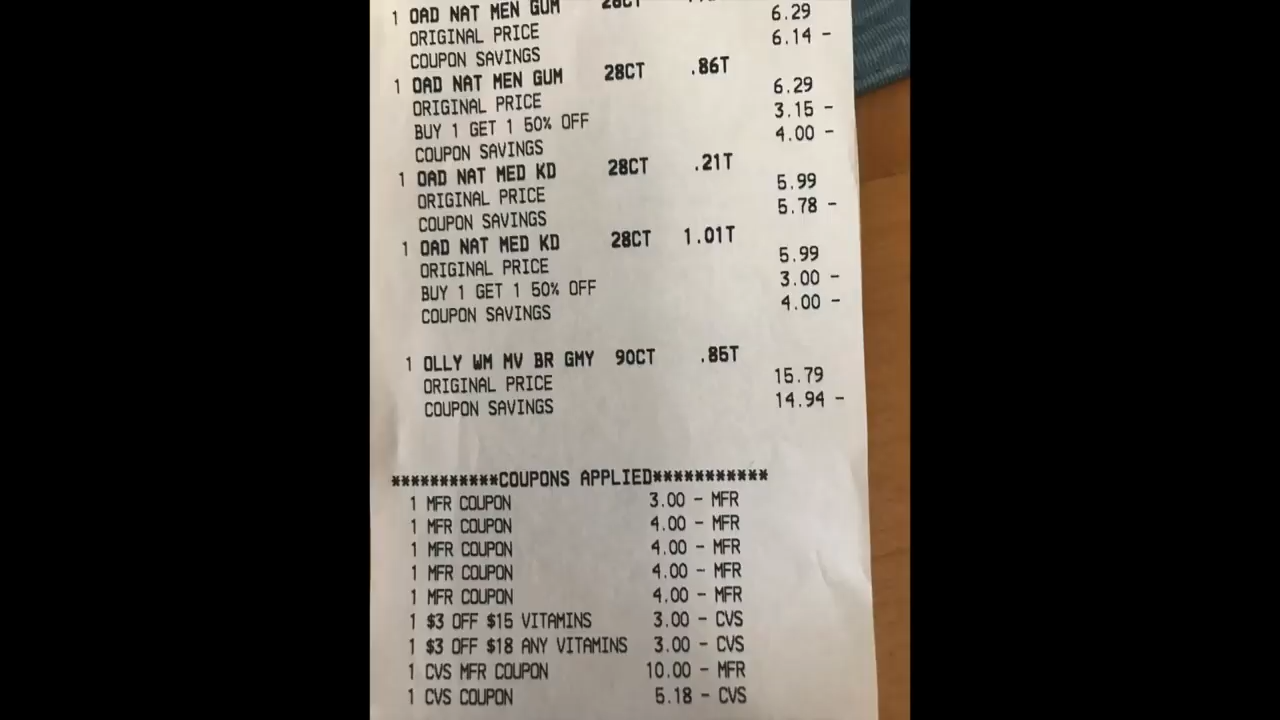 1 OAD NAT MEN GUM 28CT
ORIGINAL PRICE 6.29
COUPON SAVINGS 6.14 -
1 OAD NAT MEN GUM 28CT .86T
ORIGINAL PRICE 6.29
BUY 1 GET 1 50% OFF 3.15 -
COUPON SAVINGS 4.00 -
1 OAD NAT MED KD 28CT .21T
ORIGINAL PRICE 5.99
COUPON SAVINGS 5.78 -
1 OAD NAT MED KD 28CT 1.01T
ORIGINAL PRICE 5.99
BUY 1 GET 1 50% OFF 3.00 -
COUPON SAVINGS 4.00 -
1 OLLY WM MV BR GMY 90CT .85T
ORIGINAL PRICE 15.79
COUPON SAVINGS 14.94 -
***********COUPONS APPLIED***********
1 MFR COUPON 3.00 - MFR
1 MFR COUPON 4.00 - MFR
1 MFR COUPON 4.00 - MFR
1 MFR COUPON 4.00 - MFR
1 MFR COUPON 4.00 - MFR
1 $3 OFF $15 VITAMINS 3.00 - CVS
1 $3 OFF $18 ANY VITAMINS 3.00 - CVS
1 CVS MFR COUPON 10.00 - MFR
1 CVS COUPON 5.18 - CVS